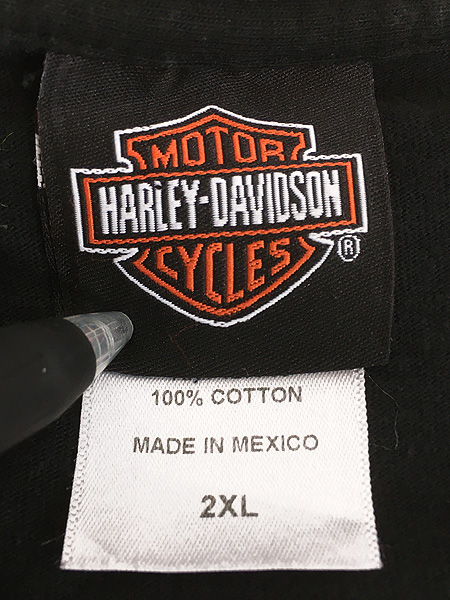 MOTOR
HARLEY-DAVIDSON
CYCLES
®
100% COTTON
MADE IN MEXICO
2XL